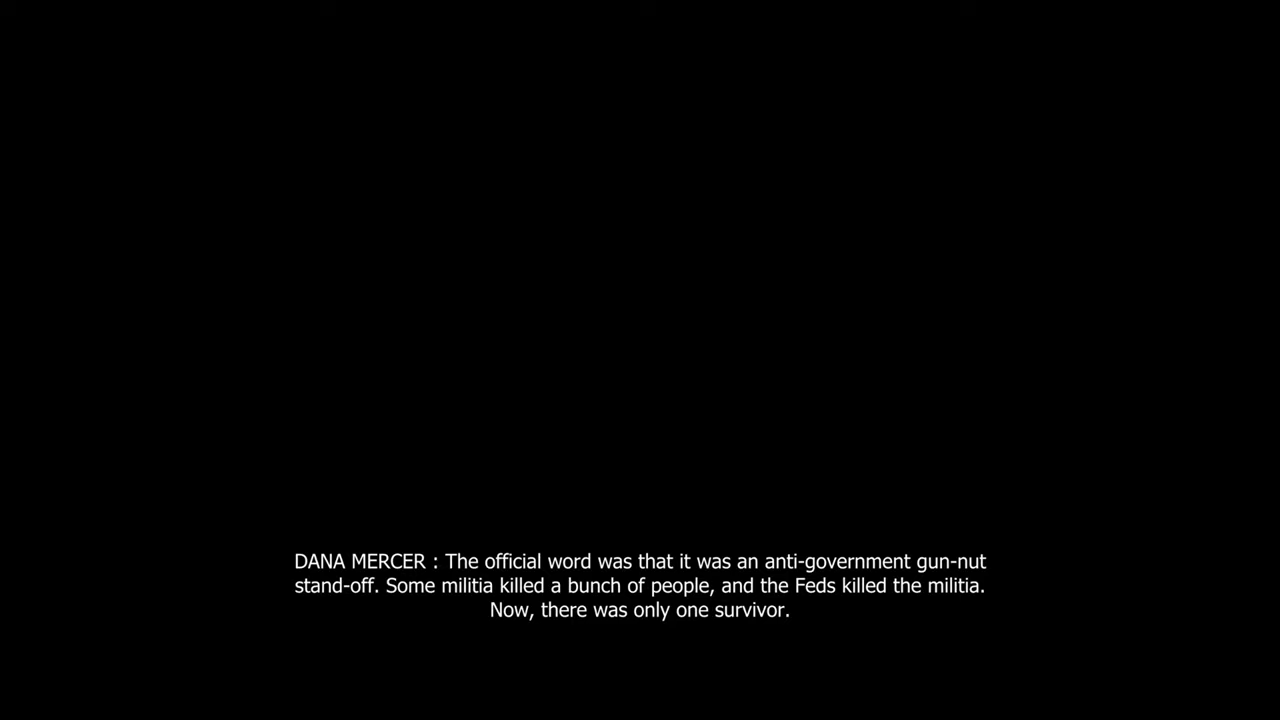 DANA MERCER : The official word was that it was an anti-government gun-nut
stand-off. Some militia killed a bunch of people, and the Feds killed the militia.
Now, there was only one survivor.